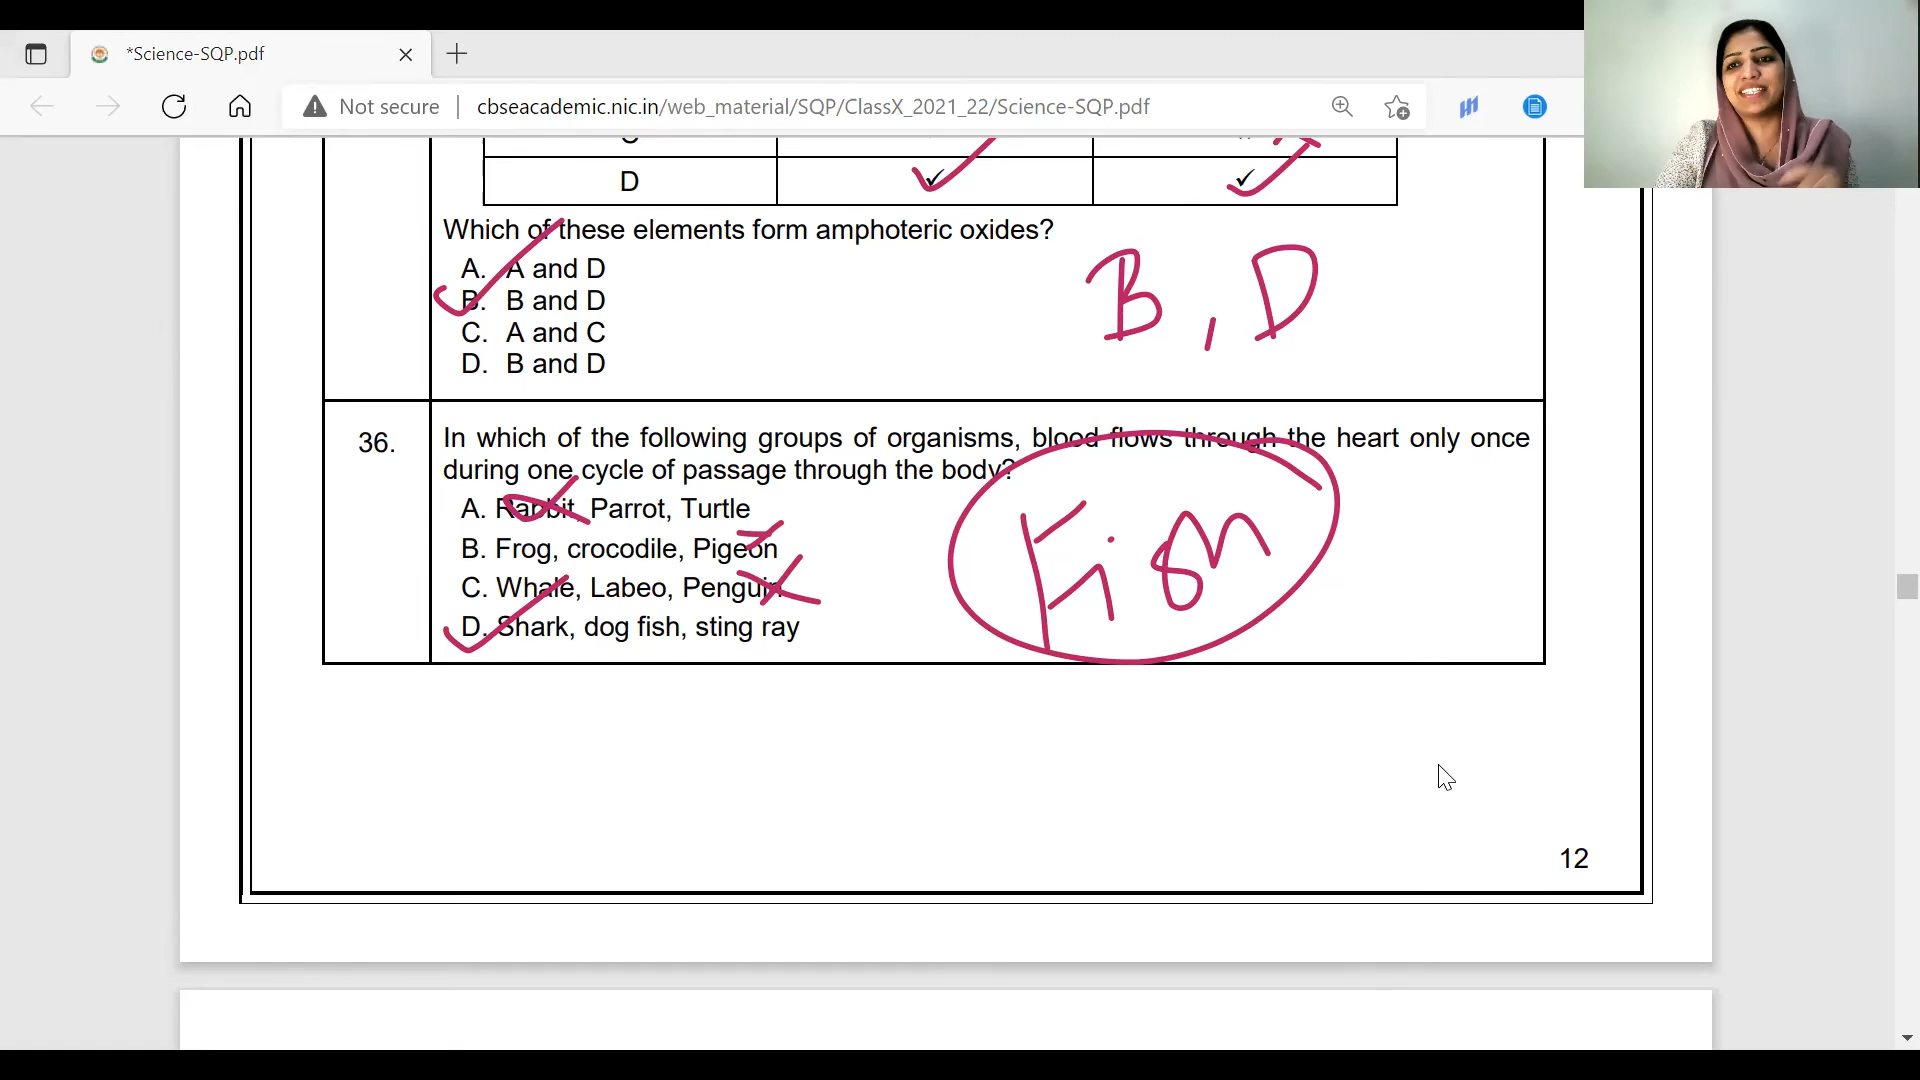 *Science-SQP.pdf
Not secure cbseacademic.nic.in/web_material/SQP/ClassX_2021_22/Science-SQP.pdf
D ✓ ✓
Which of these elements form amphoteric oxides?
A. A and D
B. B and D
C. A and C
D. B and D
B, D
36. In which of the following groups of organisms, blood flows through the heart only once
during one cycle of passage through the body?
A. Rabbit, Parrot, Turtle
B. Frog, crocodile, Pigeon
C. Whale, Labeo, Penguin
D. Shark, dog fish, sting ray
Fish
12